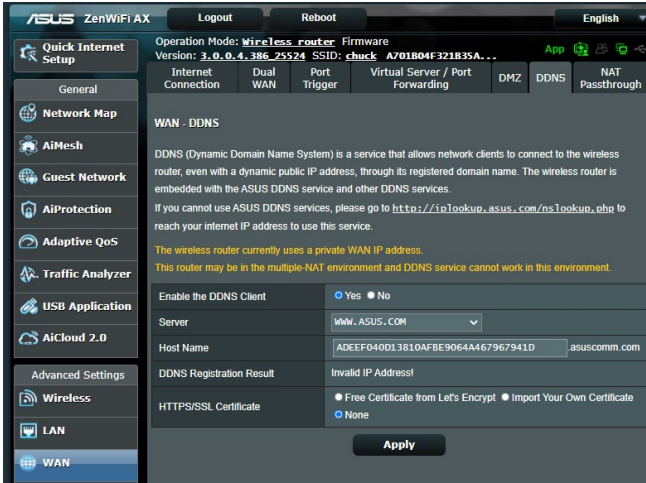 ASUS ZenWiFi AX Logout Reboot English
Quick Internet Setup
General
Network Map
AiMesh
Guest Network
AiProtection
Adaptive QoS
Traffic Analyzer
USB Application
AiCloud 2.0
Advanced Settings
Wireless
LAN
WAN
Operation Mode: Wireless router Firmware
Version: 3.0.0.4.386_25524 SSID: chuck A701B04F321B35A...
App
Internet Connection
Dual WAN
Port Trigger
Virtual Server / Port Forwarding
DMZ
DDNS
NAT Passthrough
WAN - DDNS
DDNS (Dynamic Domain Name System) is a service that allows network clients to connect to the wireless
router, even with a dynamic public IP address, through its registered domain name. The wireless router is
embedded with the ASUS DDNS service and other DDNS services.
If you cannot use ASUS DDNS services, please go to http://iplookup.asus.com/nslookup.php to
reach your internet IP address to use this service.
The wireless router currently uses a private WAN IP address.
This router may be in the multiple-NAT environment and DDNS service cannot work in this environment.
Enable the DDNS Client Yes No
Server WWW.ASUS.COM
Host Name ADEEF040D13810AFBE9064A467967941D .asuscomm.com
DDNS Registration Result Invalid IP Address!
HTTPS/SSL Certificate Free Certificate from Let's Encrypt Import Your Own Certificate
None
Apply